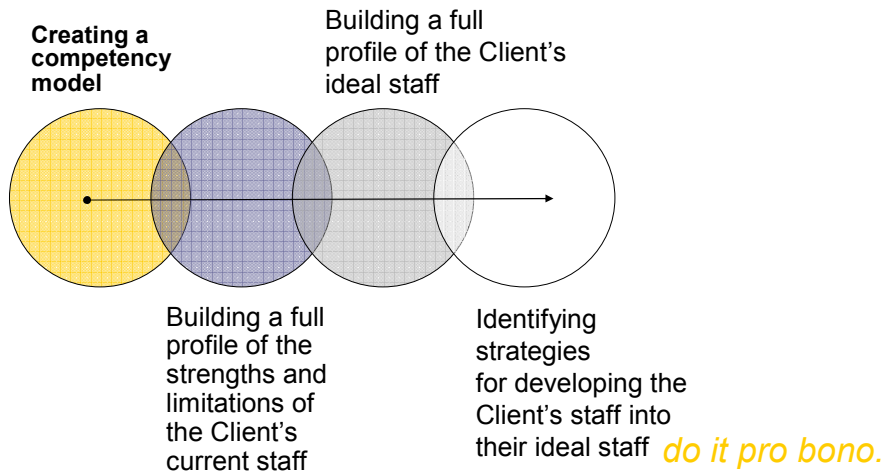 Creating a
competency
model
Building a full
profile of the
strengths and
limitations of
the Client's
current staff
Building a full
profile of the Client's
ideal staff
Identifying
strategies
for developing the
Client's staff into
their ideal staff
do it pro bono.